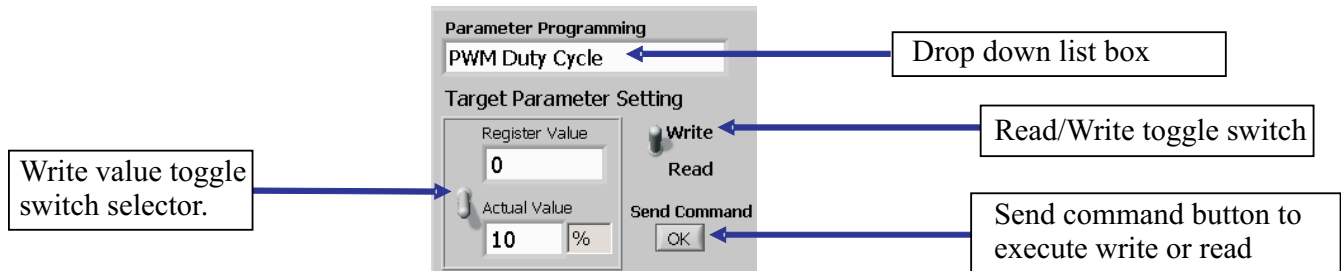 Parameter Programming
PWM Duty Cycle
Drop down list box
Target Parameter Setting
Register Value
0
Write
Read
Read/Write toggle switch
Write value toggle
switch selector.
Actual Value
10 %
Send Command
OK
Send command button to
execute write or read